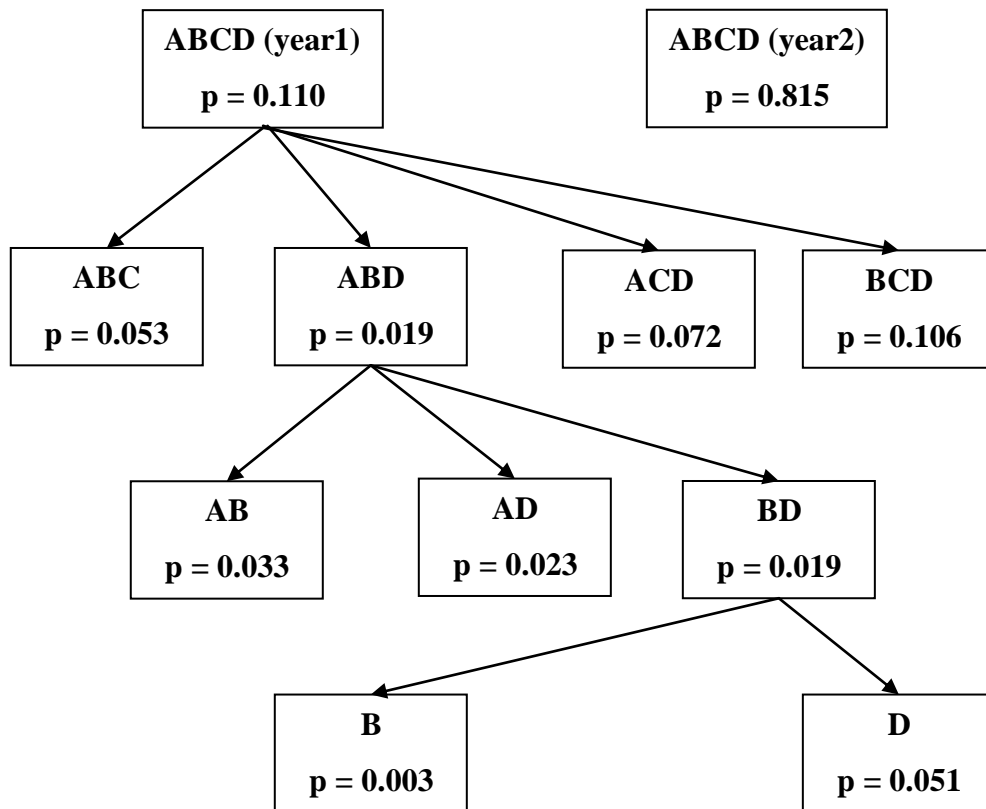 ABCD (year1)
p = 0.110
ABCD (year2)
p = 0.815
ABC
p = 0.053
ABD
p = 0.019
ACD
p = 0.072
BCD
p = 0.106
AB
p = 0.033
AD
p = 0.023
BD
p = 0.019
B
p = 0.003
D
p = 0.051